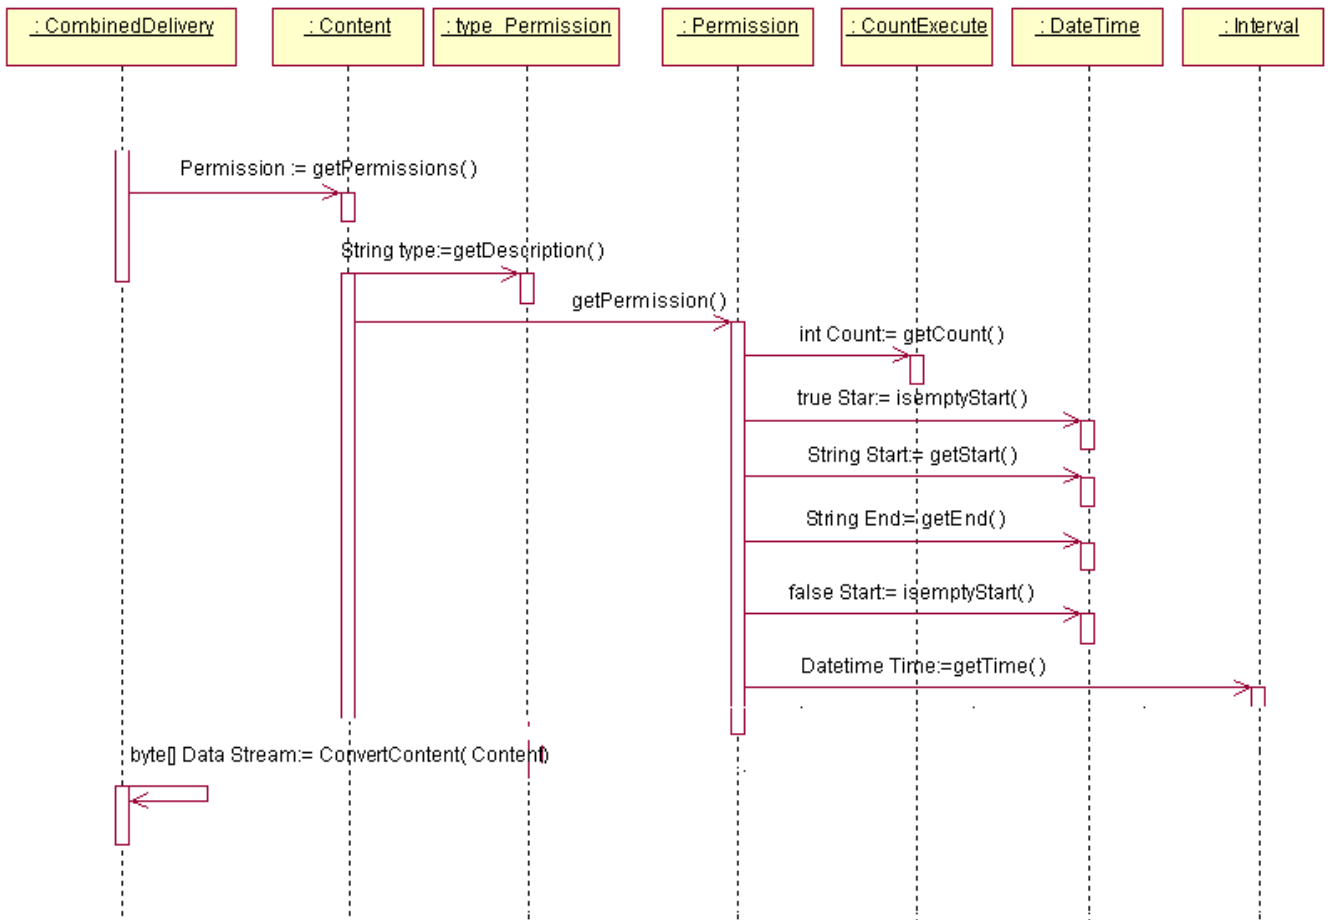 : CombinedDelivery
: Content
: type_Permission
: Permission
: CountExecute
: DateTime
: Interval
Permission := getPermissions( )
String type:=getDescription( )
getPermission( )
int Count:= getCount( )
true Star:= isemptyStart( )
String Start:= getStart( )
String End:= getEnd( )
false Start:= isemptyStart( )
Datetime Time:=getTime( )
byte[] Data Stream:= ConvertContent( Content)